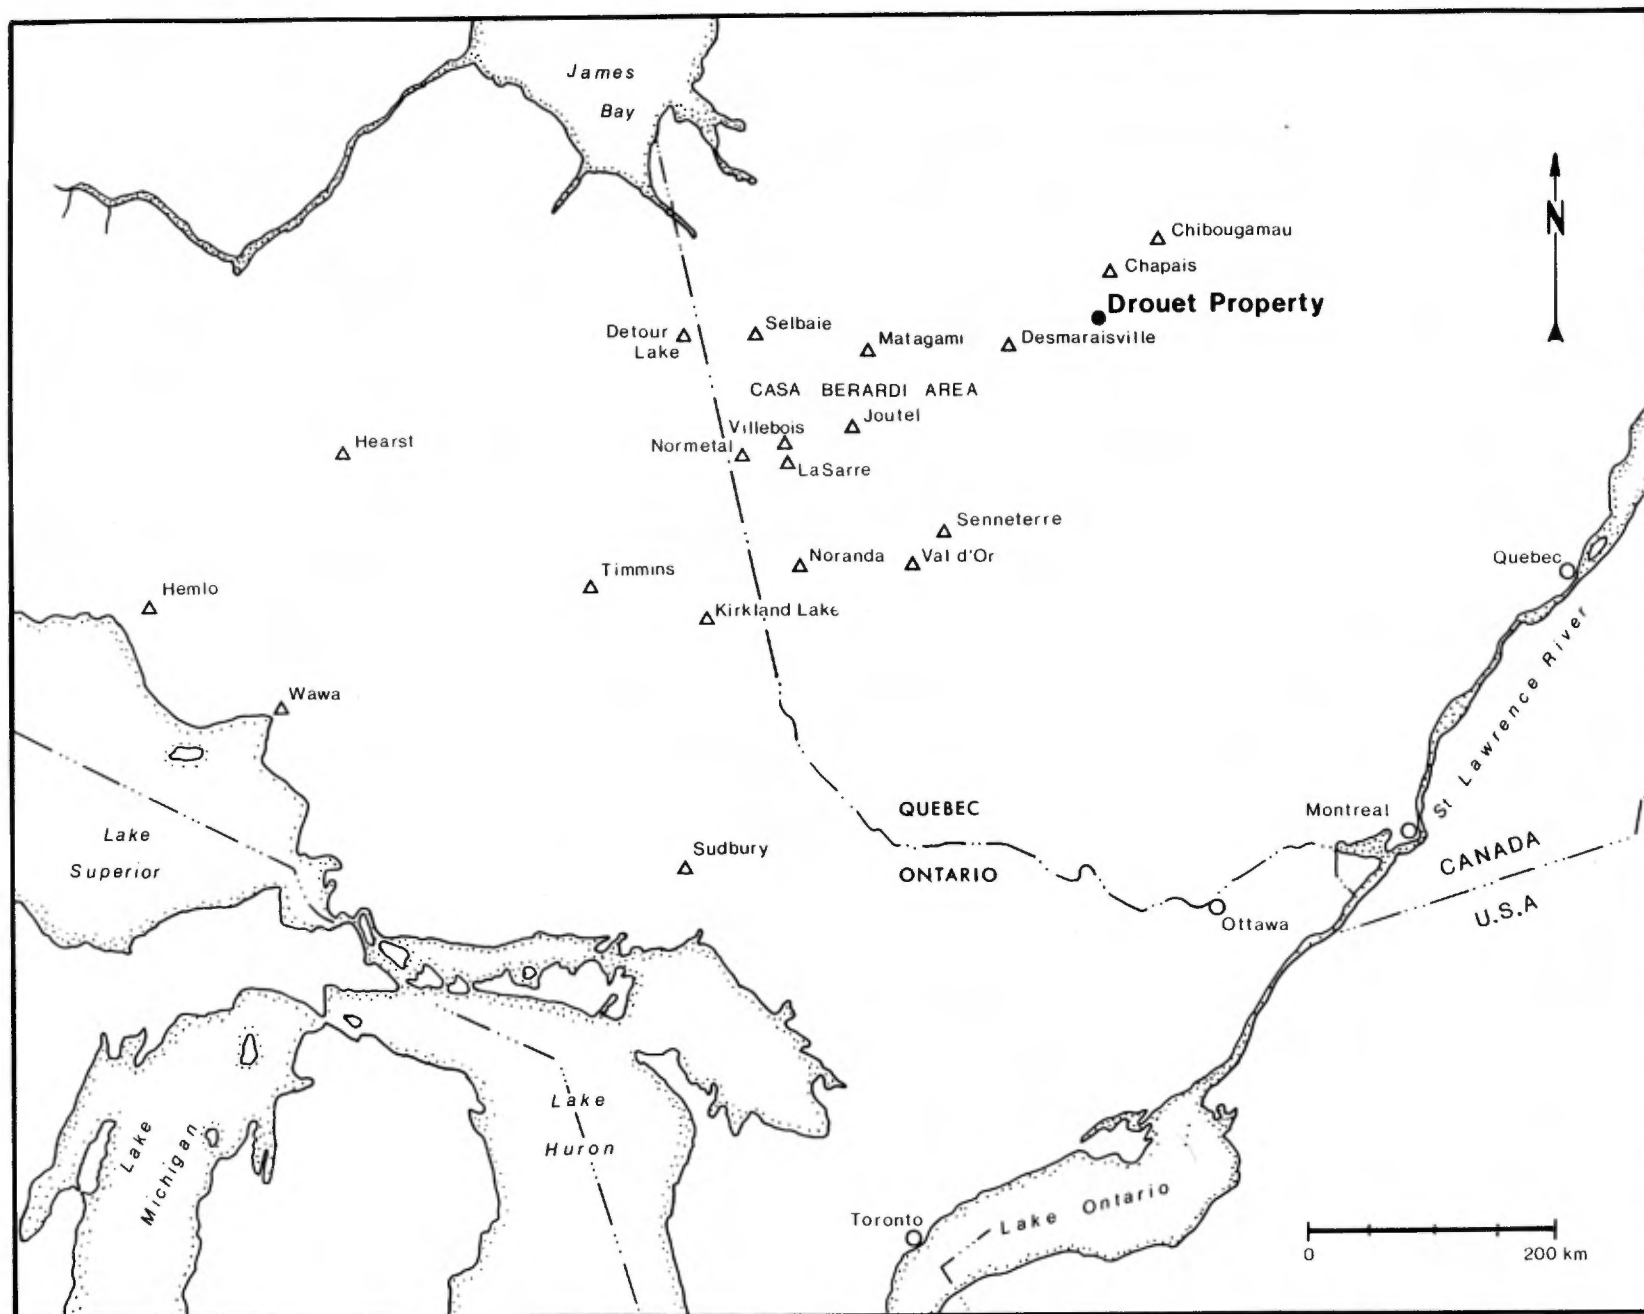 James
Bay
N
Chibougamau
Chapais
Drouet Property
Detour
Lake
Selbaie
Matagami
Desmaraisville
CASA BERARDI AREA
Joutel
Villebois
Normetal
LaSarre
Hearst
Senneterre
Noranda
Val d'Or
Timmins
Kirkland Lake
Hemlo
Quebec
Wawa
St Lawrence River
QUEBEC
ONTARIO
Montreal
Lake
Superior
Sudbury
CANADA
U.S.A
Ottawa
Lake
Huron
Lake
Michigan
Toronto
Lake Ontario
0 200 km